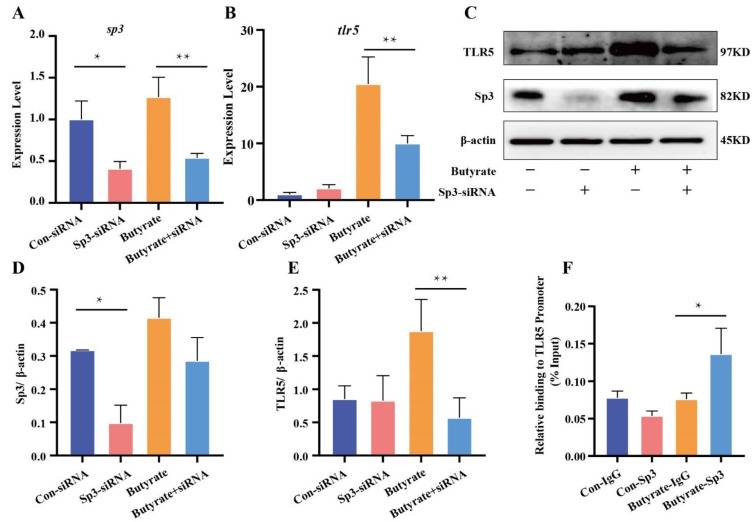 A
sp3
Expression Level
2.0
1.5
1.0
0.5
0.0
*
**
Con-siRNA
Sp3-siRNA
Butyrate
Butyrate+siRNA
B
tlr5
Expression Level
30
20
10
0
**
Con-siRNA
Sp3-siRNA
Butyrate
Butyrate+siRNA
C
TLR5
97KD
Sp3
82KD
β-actin
45KD
Butyrate − − + +
Sp3-siRNA − + − +
D
Sp3/ β-actin
0.5
0.4
0.3
0.2
0.1
0.0
*
Con-siRNA
Sp3-siRNA
Butyrate
Butyrate+siRNA
E
TLR5/ β-actin
2.5
2.0
1.5
1.0
0.5
0.0
**
Con-siRNA
Sp3-siRNA
Butyrate
Butyrate+siRNA
F
Relative binding to TLR5 Promoter
(% Input)
0.20
0.15
0.10
0.05
0.00
*
Con-IgG
Con-Sp3
Butyrate-IgG
Butyrate-Sp3